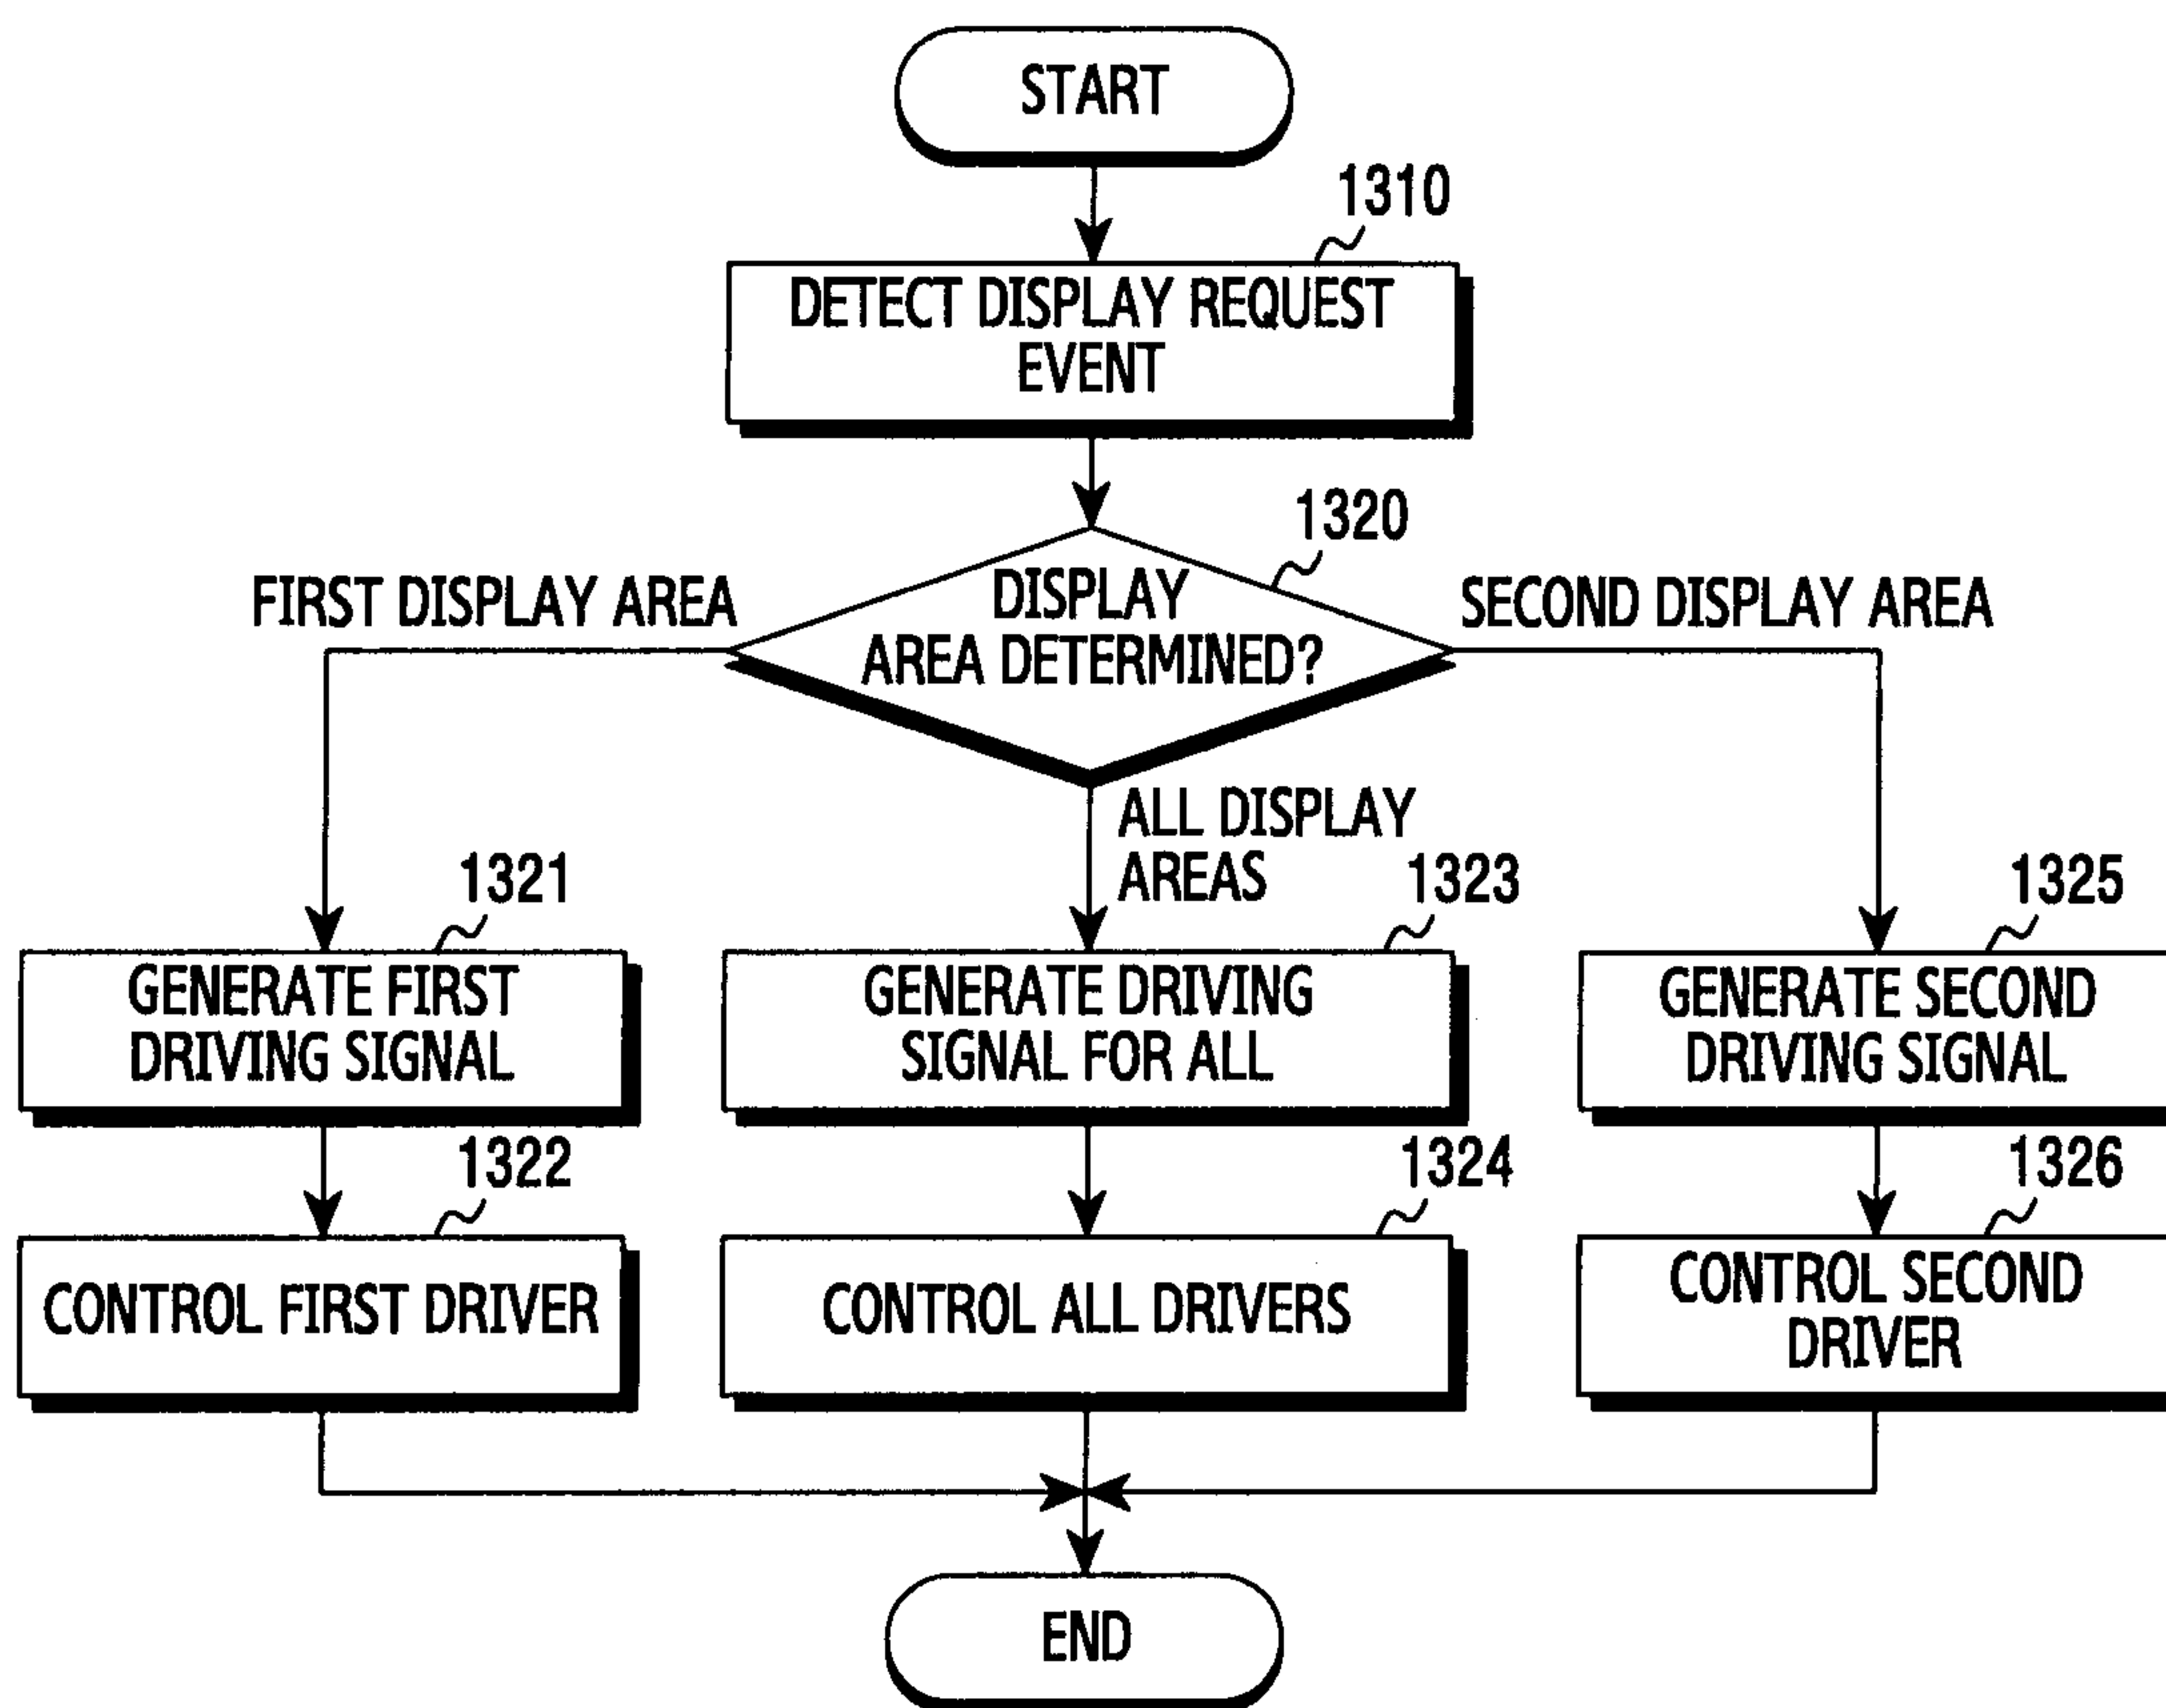 START
1310
DETECT DISPLAY REQUEST
EVENT
1320
FIRST DISPLAY AREA
DISPLAY
AREA DETERMINED?
SECOND DISPLAY AREA
ALL DISPLAY
AREAS
1321
GENERATE FIRST
DRIVING SIGNAL
1323
GENERATE DRIVING
SIGNAL FOR ALL
1325
GENERATE SECOND
DRIVING SIGNAL
1322
CONTROL FIRST DRIVER
1324
CONTROL ALL DRIVERS
1326
CONTROL SECOND
DRIVER
END